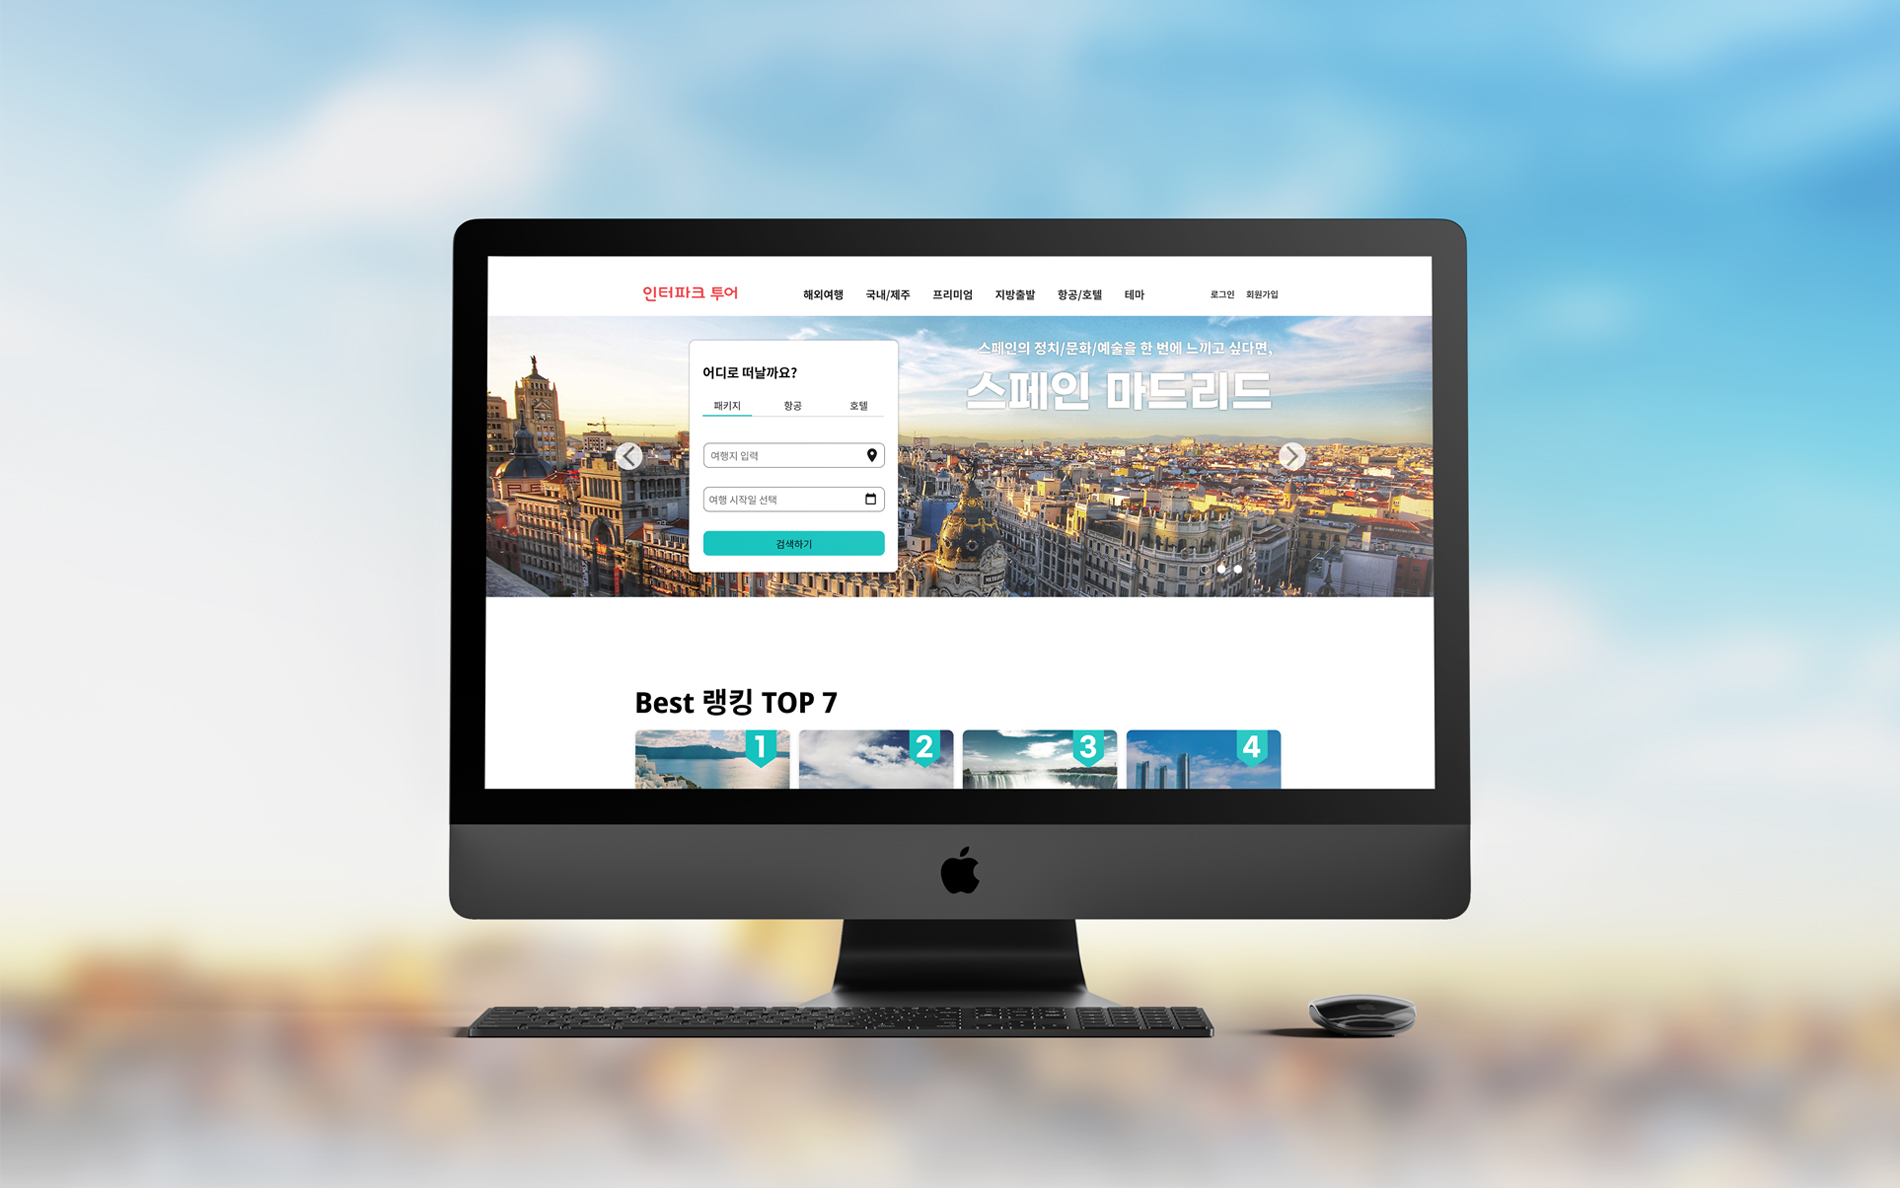 인터파크 투어
해외여행 국내/제주 프리미엄 지방출발 항공/호텔 테마
로그인 회원가입
어디로 떠날까요?
패키지 항공 호텔
여행지 입력
여행 시작일 선택
검색하기
스페인의 정치/문화/예술을 한 번에 느끼고 싶다면,
스페인 마드리드
Best 랭킹 TOP 7
1 2 3 4